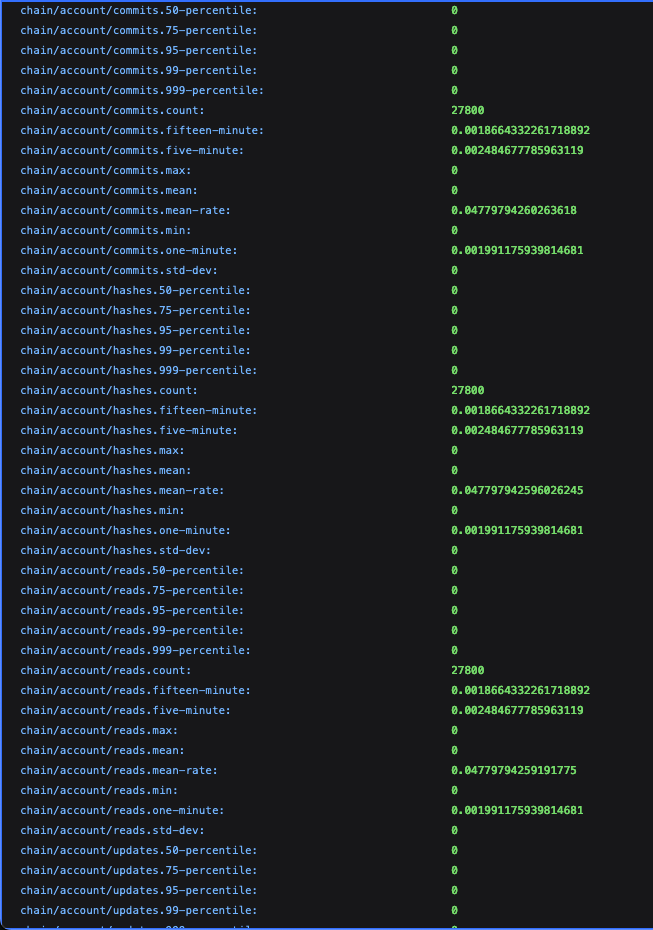 chain/account/commits.50-percentile: 0
chain/account/commits.75-percentile: 0
chain/account/commits.95-percentile: 0
chain/account/commits.99-percentile: 0
chain/account/commits.999-percentile: 0
chain/account/commits.count: 27800
chain/account/commits.fifteen-minute: 0.0018664332261718892
chain/account/commits.five-minute: 0.002484677785963119
chain/account/commits.max: 0
chain/account/commits.mean: 0
chain/account/commits.mean-rate: 0.04779794260263618
chain/account/commits.min: 0
chain/account/commits.one-minute: 0.001991175939814681
chain/account/commits.std-dev: 0
chain/account/hashes.50-percentile: 0
chain/account/hashes.75-percentile: 0
chain/account/hashes.95-percentile: 0
chain/account/hashes.99-percentile: 0
chain/account/hashes.999-percentile: 0
chain/account/hashes.count: 27800
chain/account/hashes.fifteen-minute: 0.0018664332261718892
chain/account/hashes.five-minute: 0.002484677785963119
chain/account/hashes.max: 0
chain/account/hashes.mean: 0
chain/account/hashes.mean-rate: 0.047797942596026245
chain/account/hashes.min: 0
chain/account/hashes.one-minute: 0.001991175939814681
chain/account/hashes.std-dev: 0
chain/account/reads.50-percentile: 0
chain/account/reads.75-percentile: 0
chain/account/reads.95-percentile: 0
chain/account/reads.99-percentile: 0
chain/account/reads.999-percentile: 0
chain/account/reads.count: 27800
chain/account/reads.fifteen-minute: 0.0018664332261718892
chain/account/reads.five-minute: 0.002484677785963119
chain/account/reads.max: 0
chain/account/reads.mean: 0
chain/account/reads.mean-rate: 0.04779794259191775
chain/account/reads.min: 0
chain/account/reads.one-minute: 0.001991175939814681
chain/account/reads.std-dev: 0
chain/account/updates.50-percentile: 0
chain/account/updates.75-percentile: 0
chain/account/updates.95-percentile: 0
chain/account/updates.99-percentile: 0